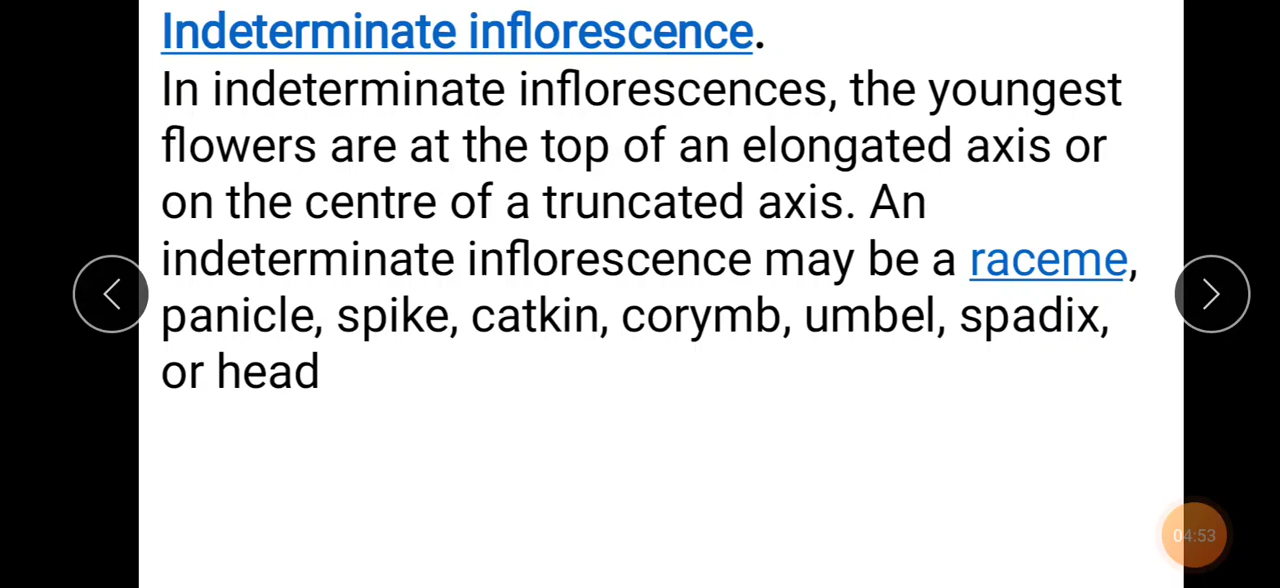 Indeterminate inflorescence.
In indeterminate inflorescences, the youngest
flowers are at the top of an elongated axis or
on the centre of a truncated axis. An
indeterminate inflorescence may be a raceme,
panicle, spike, catkin, corymb, umbel, spadix,
or head
04:53